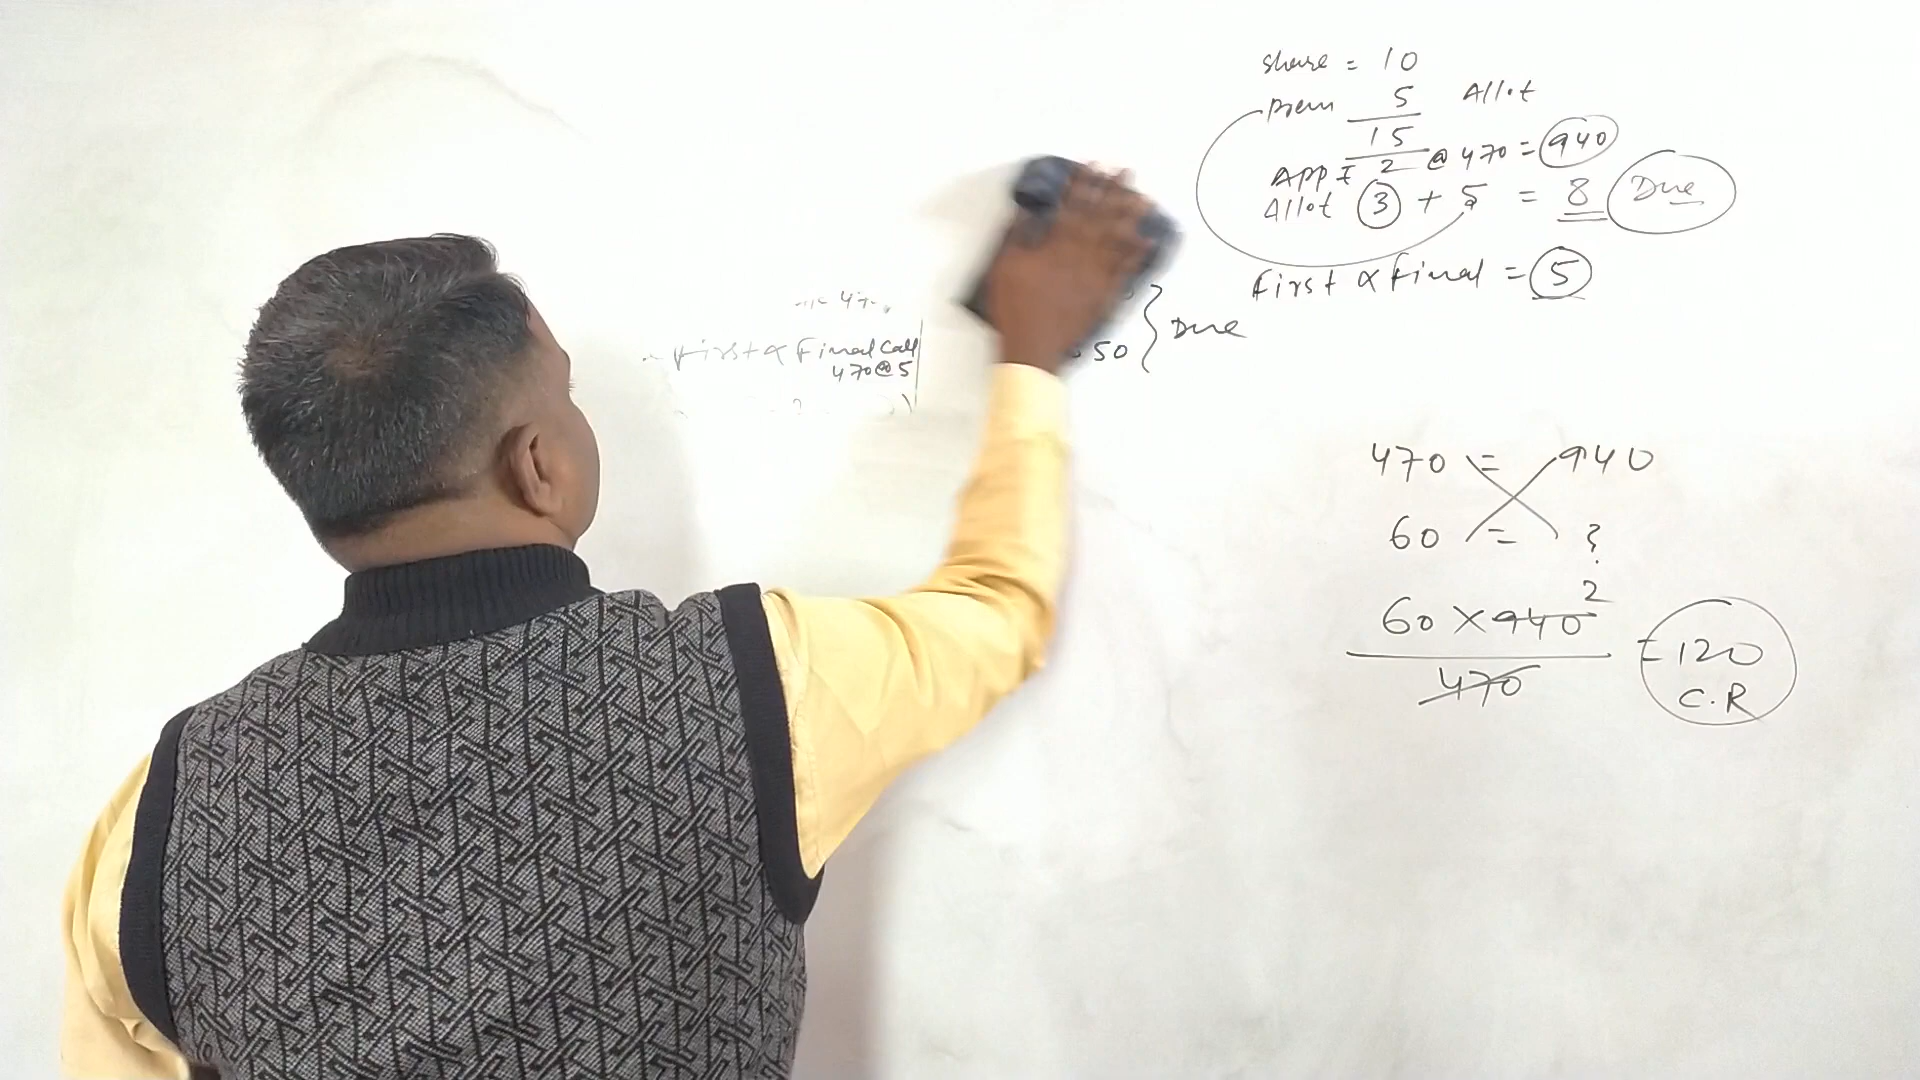 share = 10
prem 5 Allot
15
App I 2 @ 470 = 940
Allot 3 + 5 = 8 Due
First & Final = 5
First & Final Call
470@5
50 } Due
470 = 940
60 = ?
2
60 × 940
470
= 120
C.R